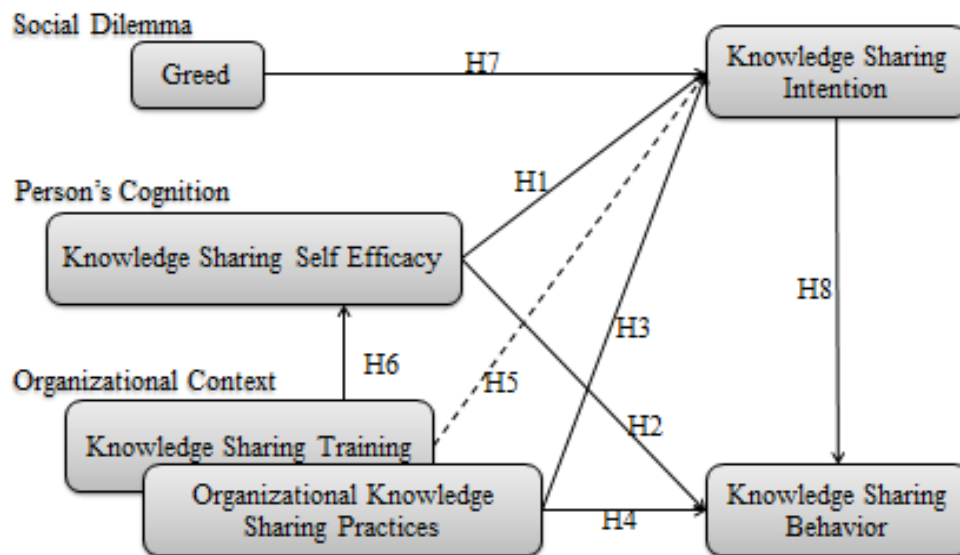 Social Dilemma
Greed
H7
Knowledge Sharing
Intention
H1
Person's Cognition
Knowledge Sharing Self Efficacy
H8
H3
H6
H5
Organizational Context
H2
Knowledge Sharing Training
Organizational Knowledge
Sharing Practices
H4
Knowledge Sharing
Behavior